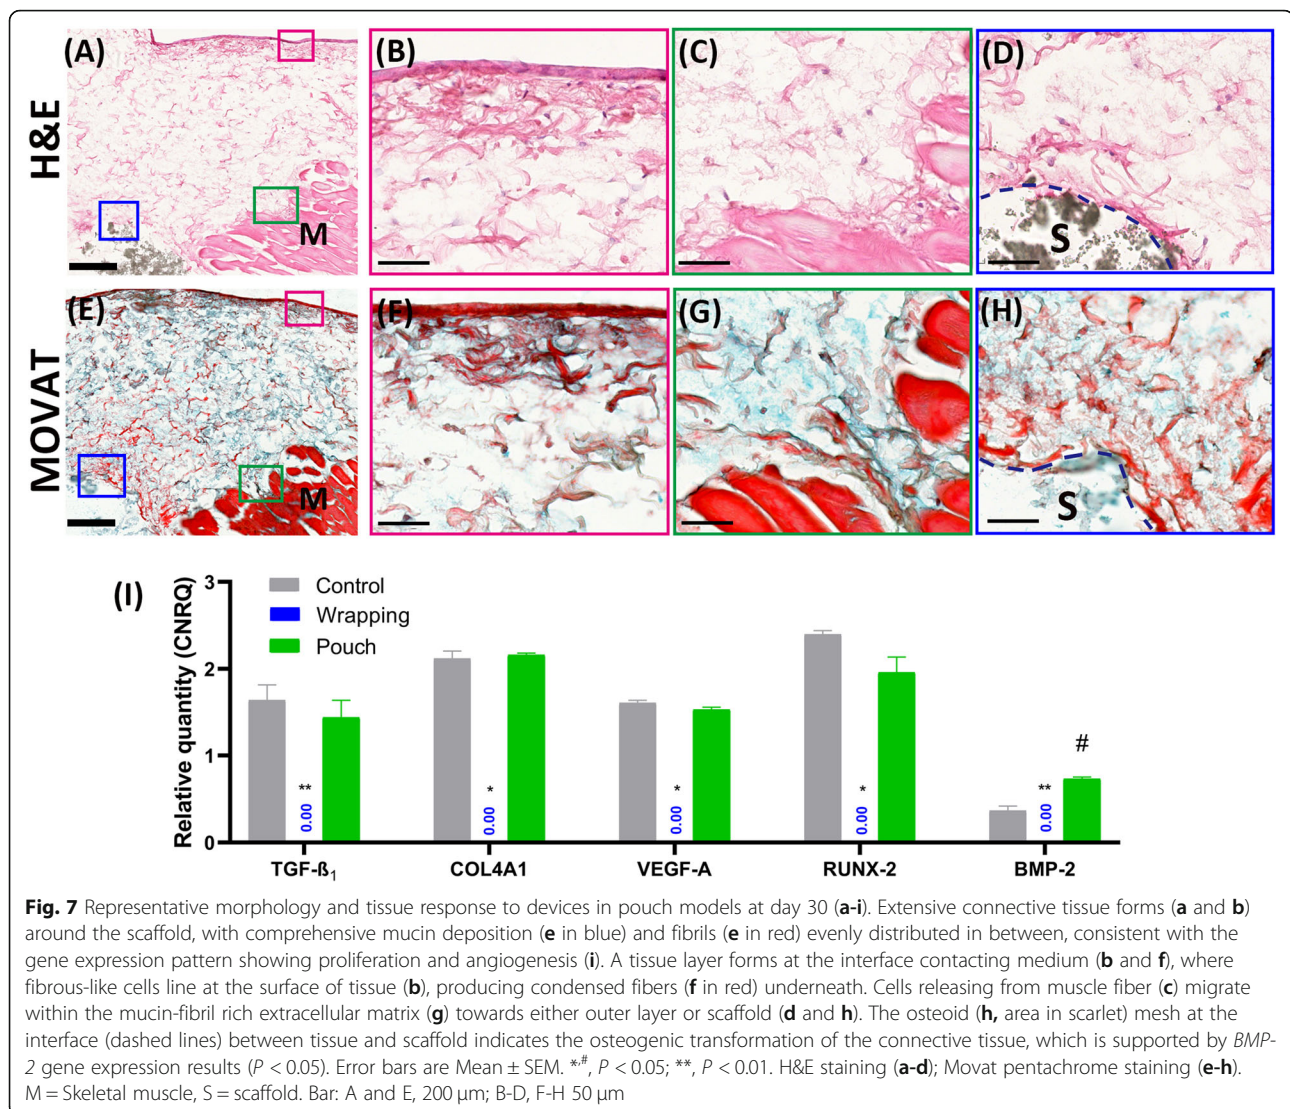 H&E
(A)
(B)
(C)
(D)
M
S
MOVAT
(E)
(F)
(G)
(H)
M
S
(I)
Relative quantity (CNRQ)
3
2
1
0
Control
Wrapping
Pouch
**
0.00
*
0.00
*
0.00
*
0.00
**
0.00
#
TGF-ß₁
COL4A1
VEGF-A
RUNX-2
BMP-2
Fig. 7 Representative morphology and tissue response to devices in pouch models at day 30 (a-i). Extensive connective tissue forms (a and b)
around the scaffold, with comprehensive mucin deposition (e in blue) and fibrils (e in red) evenly distributed in between, consistent with the
gene expression pattern showing proliferation and angiogenesis (i). A tissue layer forms at the interface contacting medium (b and f), where
fibrous-like cells line at the surface of tissue (b), producing condensed fibers (f in red) underneath. Cells releasing from muscle fiber (c) migrate
within the mucin-fibril rich extracellular matrix (g) towards either outer layer or scaffold (d and h). The osteoid (h, area in scarlet) mesh at the
interface (dashed lines) between tissue and scaffold indicates the osteogenic transformation of the connective tissue, which is supported by BMP-
2 gene expression results (P < 0.05). Error bars are Mean ± SEM. *,#, P < 0.05; **, P < 0.01. H&E staining (a-d); Movat pentachrome staining (e-h).
M = Skeletal muscle, S = scaffold. Bar: A and E, 200 μm; B-D, F-H 50 μm